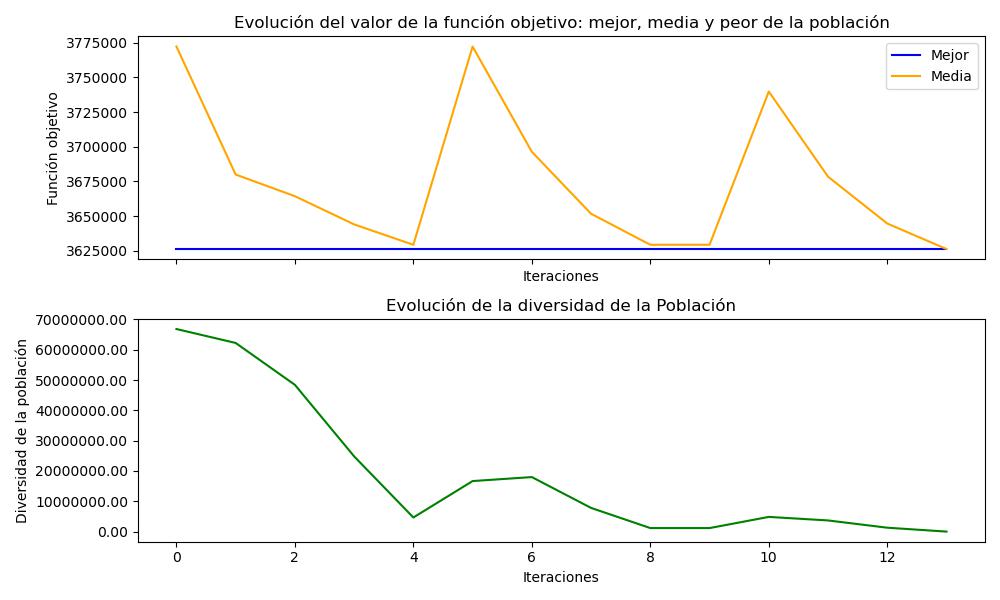 Evolución del valor de la función objetivo: mejor, media y peor de la población
3775000
3750000
3725000
3700000
3675000
3650000
3625000
Función objetivo
Mejor
Media
Iteraciones
Evolución de la diversidad de la Población
70000000.00
60000000.00
50000000.00
40000000.00
30000000.00
20000000.00
10000000.00
0.00
Diversidad de la población
0 2 4 6 8 10 12
Iteraciones